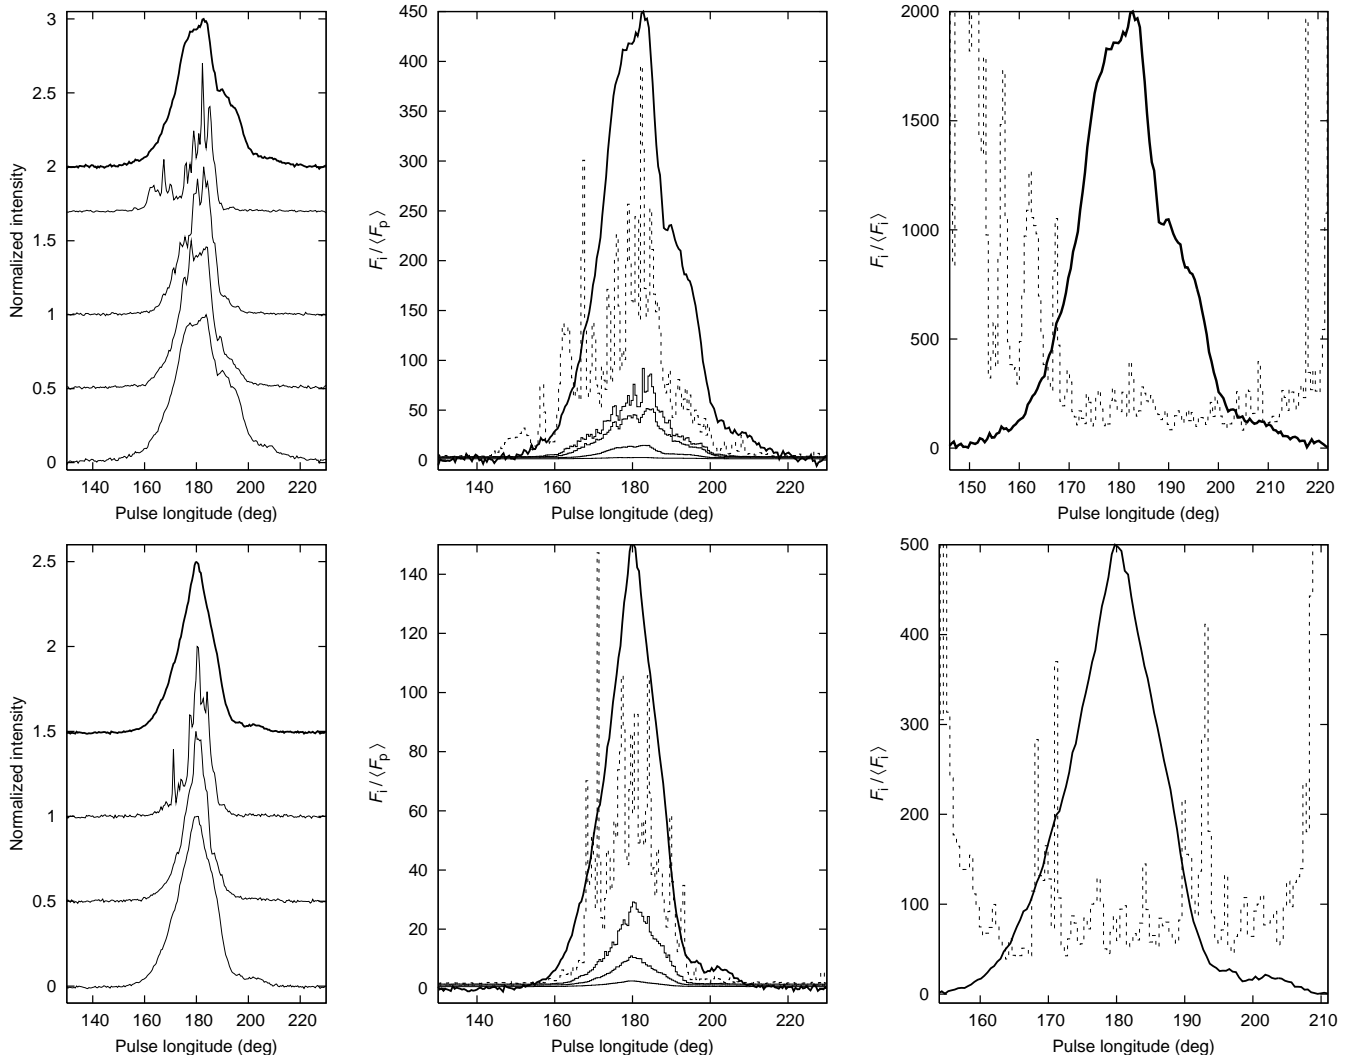 3
2.5
2
1.5
1
0.5
0
140 160 180 200 220
Normalized intensity
Pulse longitude (deg)
450
400
350
300
250
200
150
100
50
0
140 160 180 200 220
F_i / ⟨F_p⟩
Pulse longitude (deg)
2000
1500
1000
500
0
150 160 170 180 190 200 210 220
F_i / ⟨F_i⟩
Pulse longitude (deg)
2.5
2
1.5
1
0.5
0
140 160 180 200 220
Normalized intensity
Pulse longitude (deg)
140
120
100
80
60
40
20
0
140 160 180 200 220
F_i / ⟨F_p⟩
Pulse longitude (deg)
500
400
300
200
100
0
160 170 180 190 200 210
F_i / ⟨F_i⟩
Pulse longitude (deg)